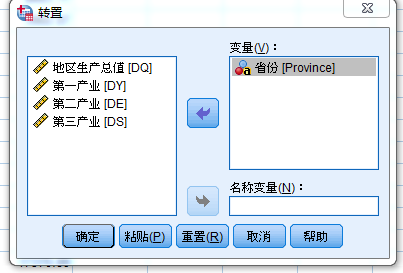 转置
变量(V)：
地区生产总值 [DQ]
第一产业 [DY]
第二产业 [DE]
第三产业 [DS]
a 省份 [Province]
名称变量(N)：
确定
粘贴(P)
重置(R)
取消
帮助